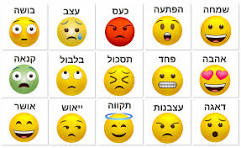 שמחה הפתעה כעס עצב בושה
אהבה פחד תסכול בלבול קנאה
דאגה עצבנות תקווה ייאוש אושר